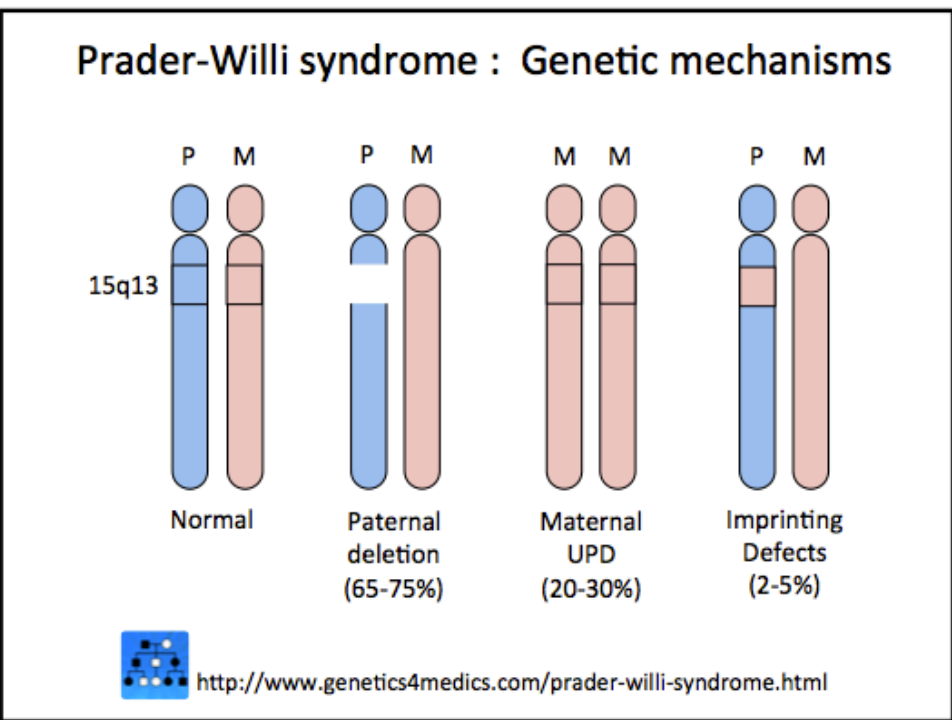 Prader-Willi syndrome :  Genetic mechanisms
P M P M M M P M
15q13
Normal
Paternal
deletion
(65-75%)
Maternal
UPD
(20-30%)
Imprinting
Defects
(2-5%)
http://www.genetics4medics.com/prader-willi-syndrome.html